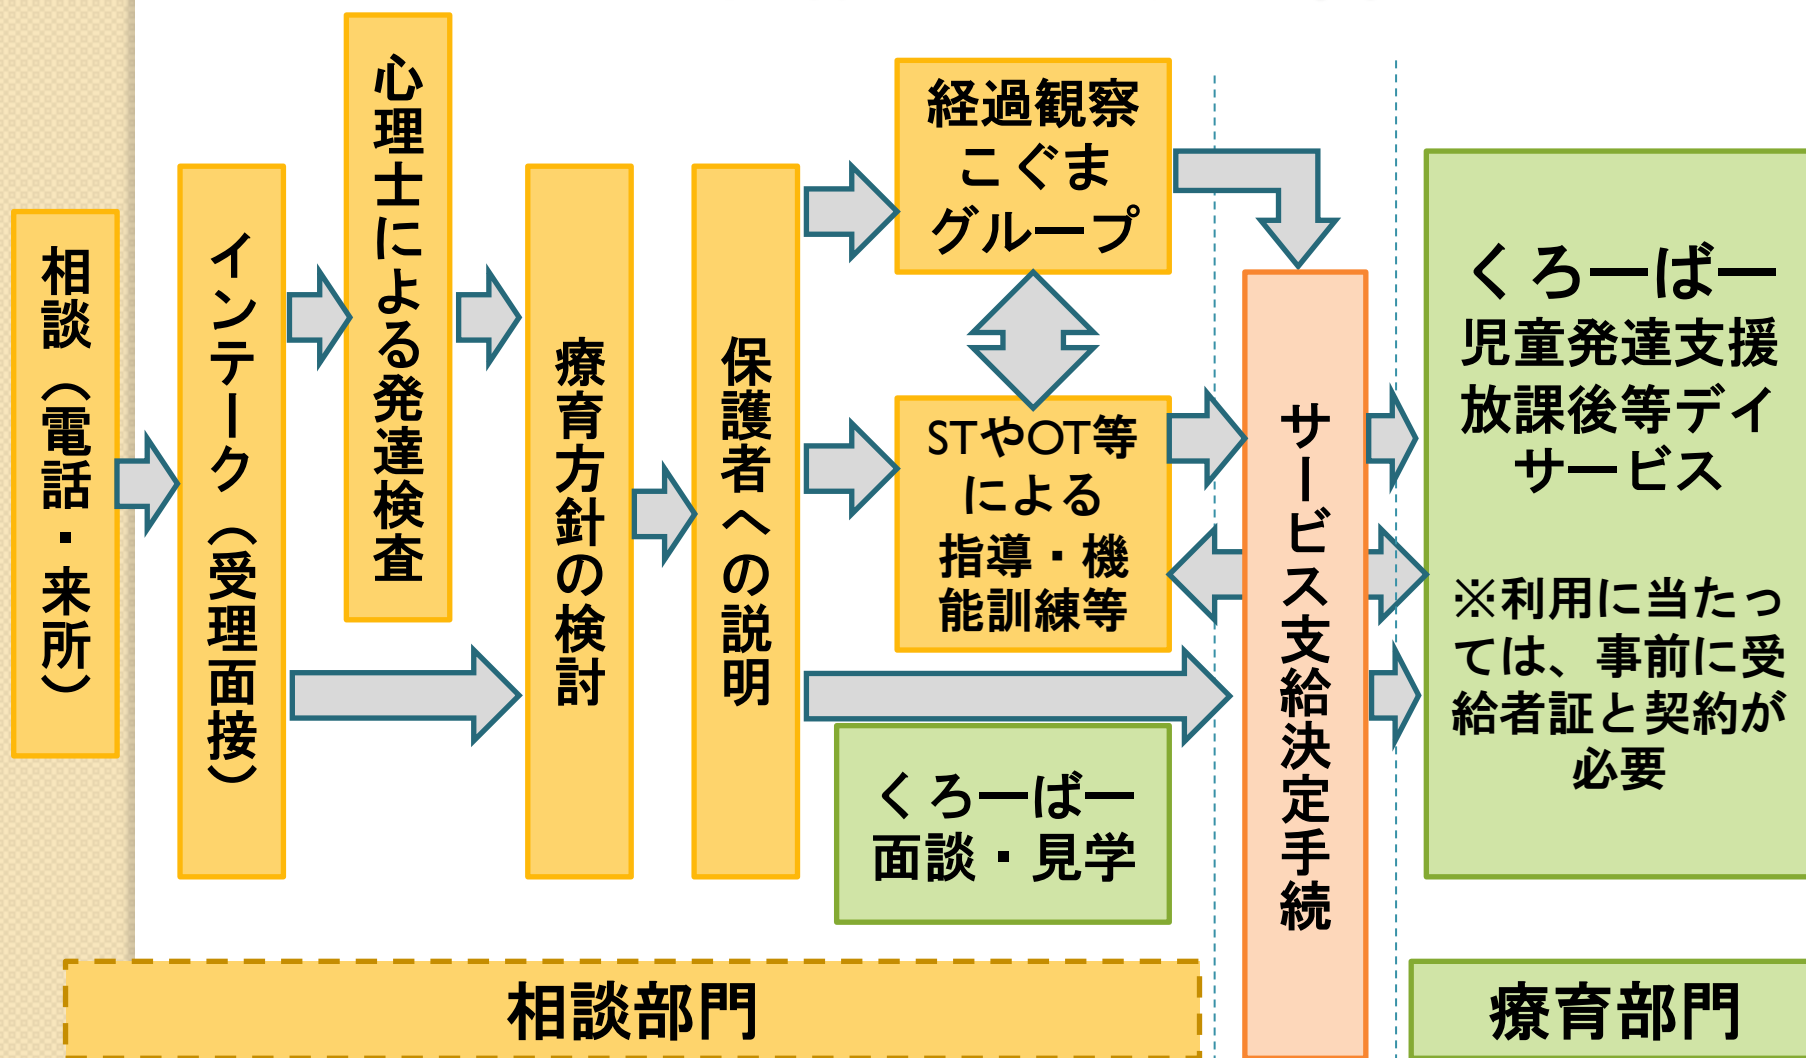 相談（電話・来所）
インテーク（受理面接）
心理士による発達検査
療育方針の検討
保護者への説明
経過観察
こぐま
グループ
STやOT等
による
指導・機
能訓練等
くろーばー
面談・見学
サービス支給決定手続
くろーばー
児童発達支援
放課後等デイ
サービス
※利用に当たっ
ては、事前に受
給者証と契約が
必要
相談部門
療育部門